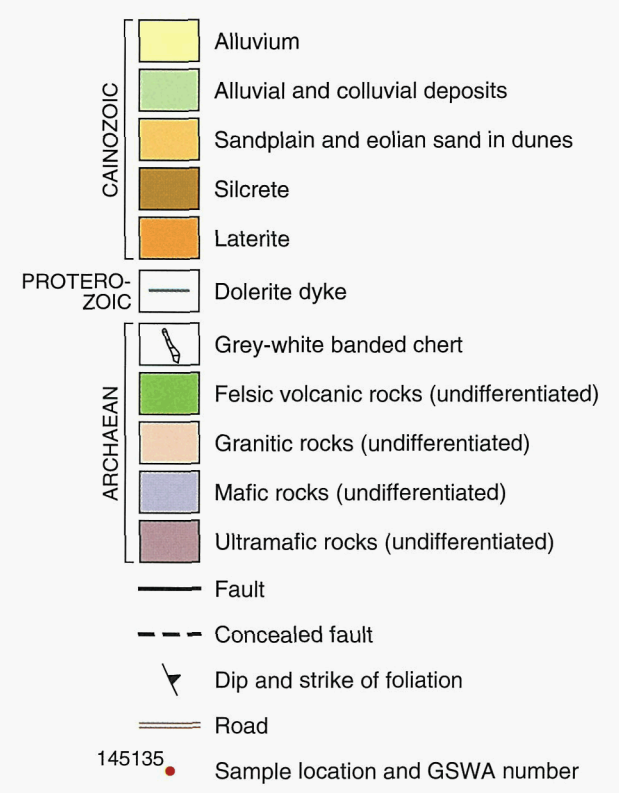 CAINOZOIC
Alluvium
Alluvial and colluvial deposits
Sandplain and eolian sand in dunes
Silcrete
Laterite
PROTERO-
ZOIC
Dolerite dyke
ARCHAEAN
Grey-white banded chert
Felsic volcanic rocks (undifferentiated)
Granitic rocks (undifferentiated)
Mafic rocks (undifferentiated)
Ultramafic rocks (undifferentiated)
Fault
Concealed fault
Dip and strike of foliation
Road
145135
Sample location and GSWA number